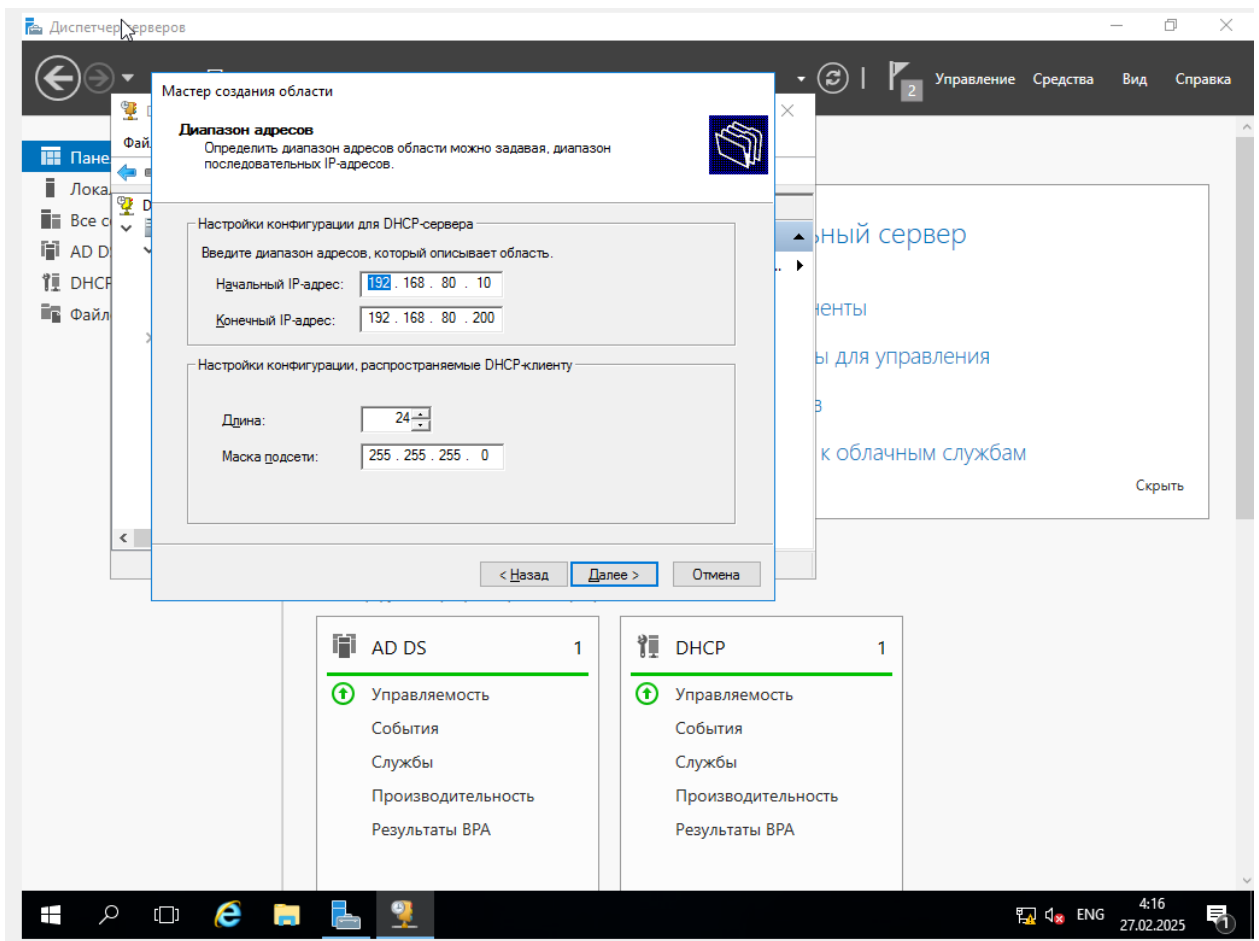 Диспетчер серверов
2
Управление Средства Вид Справка
Мастер создания области
Диапазон адресов
Определить диапазон адресов области можно задавая, диапазон
последовательных IP-адресов.
Настройки конфигурации для DHCP-сервера
Введите диапазон адресов, который описывает область.
Начальный IP-адрес: 192 . 168 . 80 . 10
Конечный IP-адрес: 192 . 168 . 80 . 200
Настройки конфигурации, распространяемые DHCP-клиенту
Длина: 24
Маска подсети: 255 . 255 . 255 . 0
< Назад Далее > Отмена
Фай
Пане
Лока
Все с
AD D
DHCP
Файл
D
ьный сервер
ненты
ы для управления
в
к облачным службам
Скрыть
AD DS 1
Управляемость
События
Службы
Производительность
Результаты BPA
DHCP 1
Управляемость
События
Службы
Производительность
Результаты BPA
ENG
4:16
27.02.2025
1